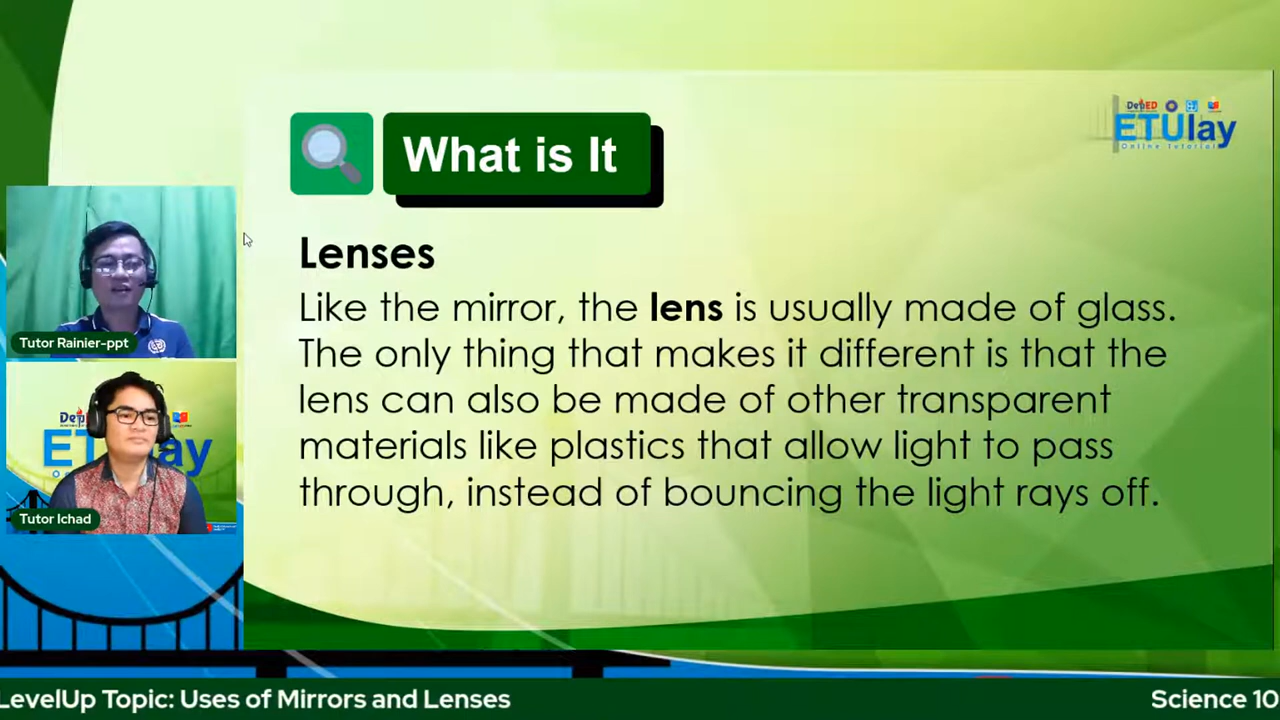 What is It
DepED
ETUlay
Online Tutorial
Lenses
Like the mirror, the lens is usually made of glass.
The only thing that makes it different is that the
lens can also be made of other transparent
materials like plastics that allow light to pass
through, instead of bouncing the light rays off.
Tutor Rainier-ppt
Tutor Ichad
LevelUp Topic: Uses of Mirrors and Lenses
Science 10